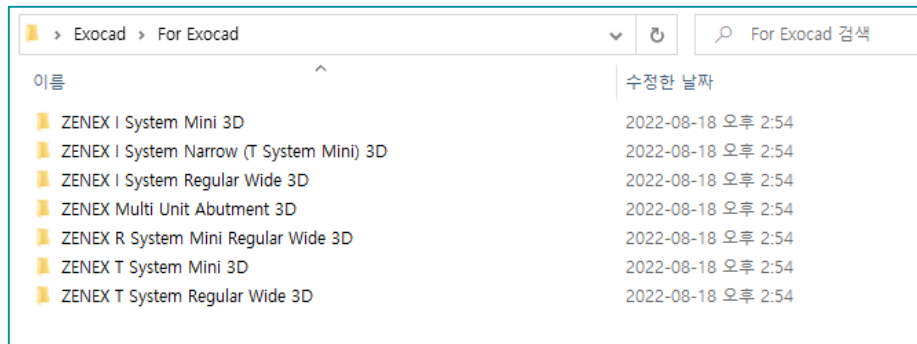 Exocad > For Exocad
For Exocad 검색
이름
수정한 날짜
ZENEX I System Mini 3D 2022-08-18 오후 2:54
ZENEX I System Narrow (T System Mini) 3D 2022-08-18 오후 2:54
ZENEX I System Regular Wide 3D 2022-08-18 오후 2:54
ZENEX Multi Unit Abutment 3D 2022-08-18 오후 2:54
ZENEX R System Mini Regular Wide 3D 2022-08-18 오후 2:54
ZENEX T System Mini 3D 2022-08-18 오후 2:54
ZENEX T System Regular Wide 3D 2022-08-18 오후 2:54